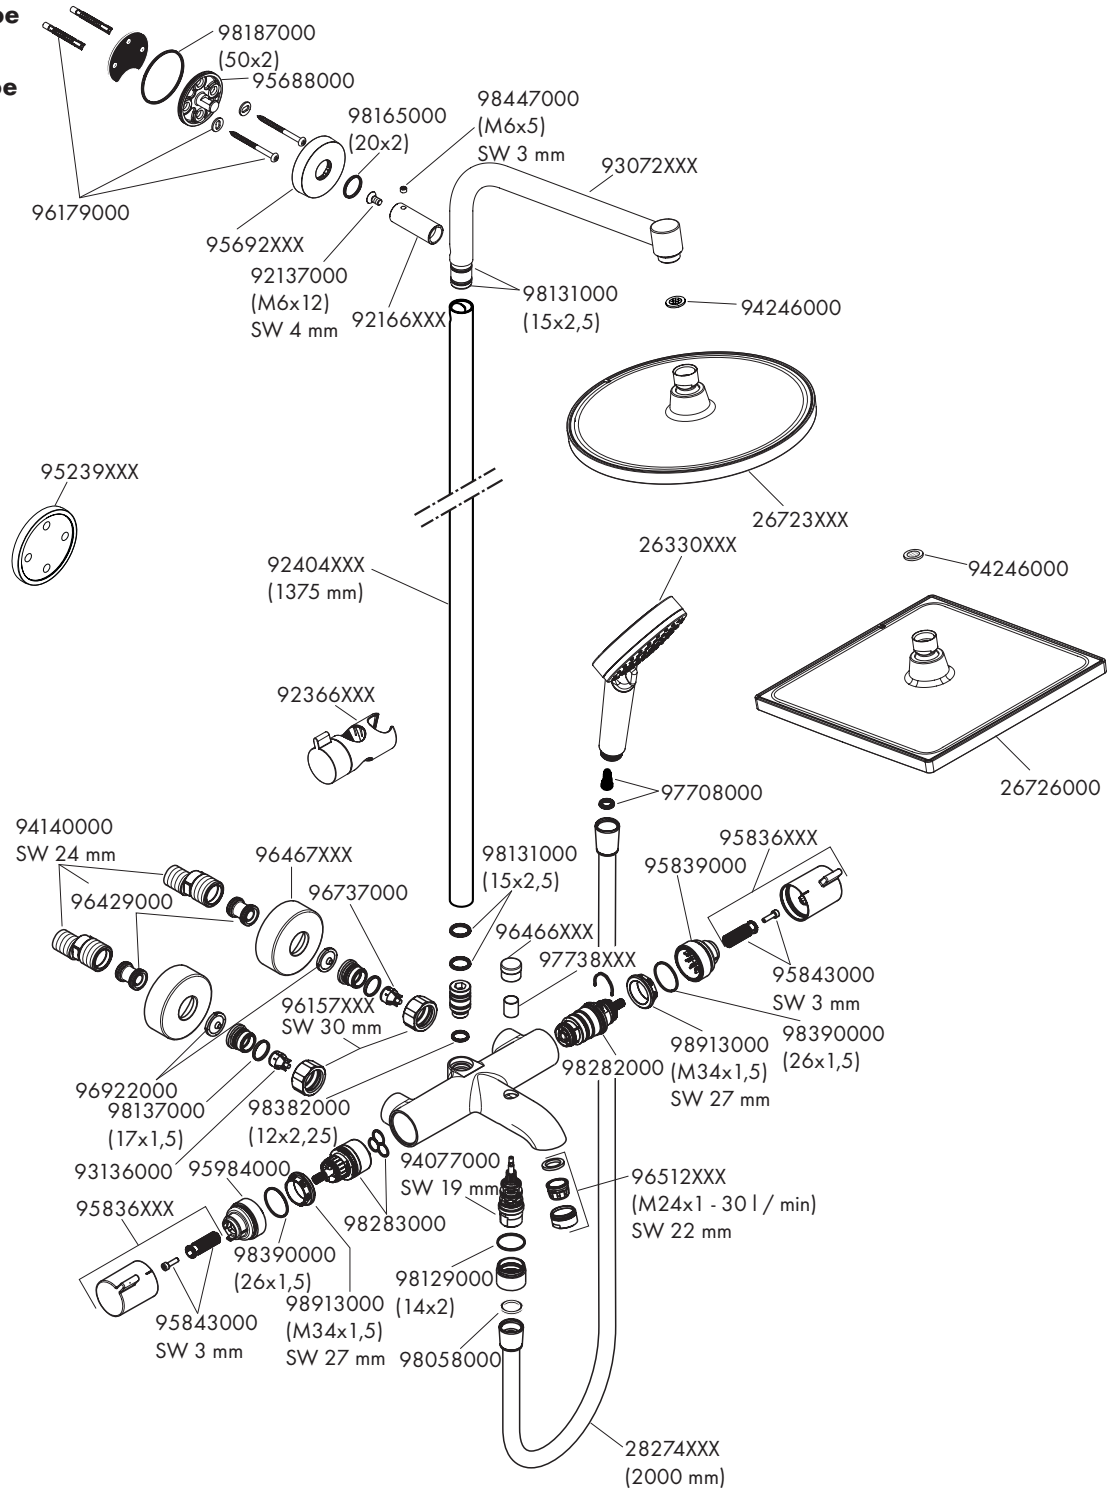 98187000
(50x2)
95688000
98165000
(20x2)
98447000
(M6x5)
SW 3 mm
93072XXX
96179000
95692XXX
92137000
(M6x12)
SW 4 mm
92166XXX
98131000
(15x2,5)
94246000
95239XXX
26723XXX
26330XXX
94246000
92404XXX
(1375 mm)
92366XXX
26726000
97708000
94140000
SW 24 mm
96429000
96467XXX
96737000
98131000
(15x2,5)
95836XXX
95839000
96466XXX
97738XXX
95843000
SW 3 mm
96157XXX
SW 30 mm
98390000
(26x1,5)
98913000
(M34x1,5)
SW 27 mm
98282000
96922000
98137000
(17x1,5)
98382000
(12x2,25)
93136000
95984000
94077000
SW 19 mm
96512XXX
(M24x1 - 30 l / min)
SW 22 mm
95836XXX
98283000
98390000
(26x1,5)
98129000
(14x2)
98913000
(M34x1,5)
SW 27 mm
95843000
SW 3 mm
98058000
28274XXX
(2000 mm)